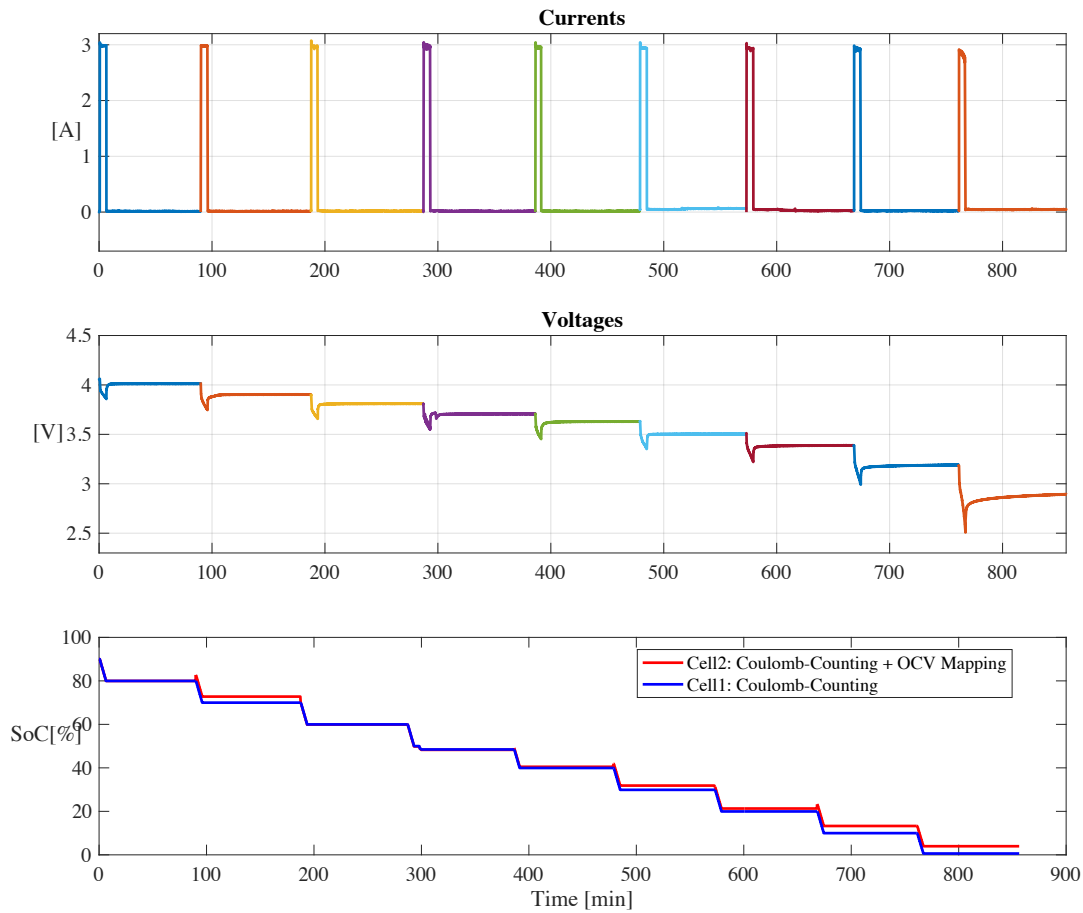 Currents
3
2
[A]
1
0
0 100 200 300 400 500 600 700 800
Voltages
4.5
4
[V] 3.5
3
2.5
0 100 200 300 400 500 600 700 800
100
80
60
SoC[%]
40
20
0
Cell2: Coulomb-Counting + OCV Mapping
Cell1: Coulomb-Counting
0 100 200 300 400 500 600 700 800 900
Time [min]